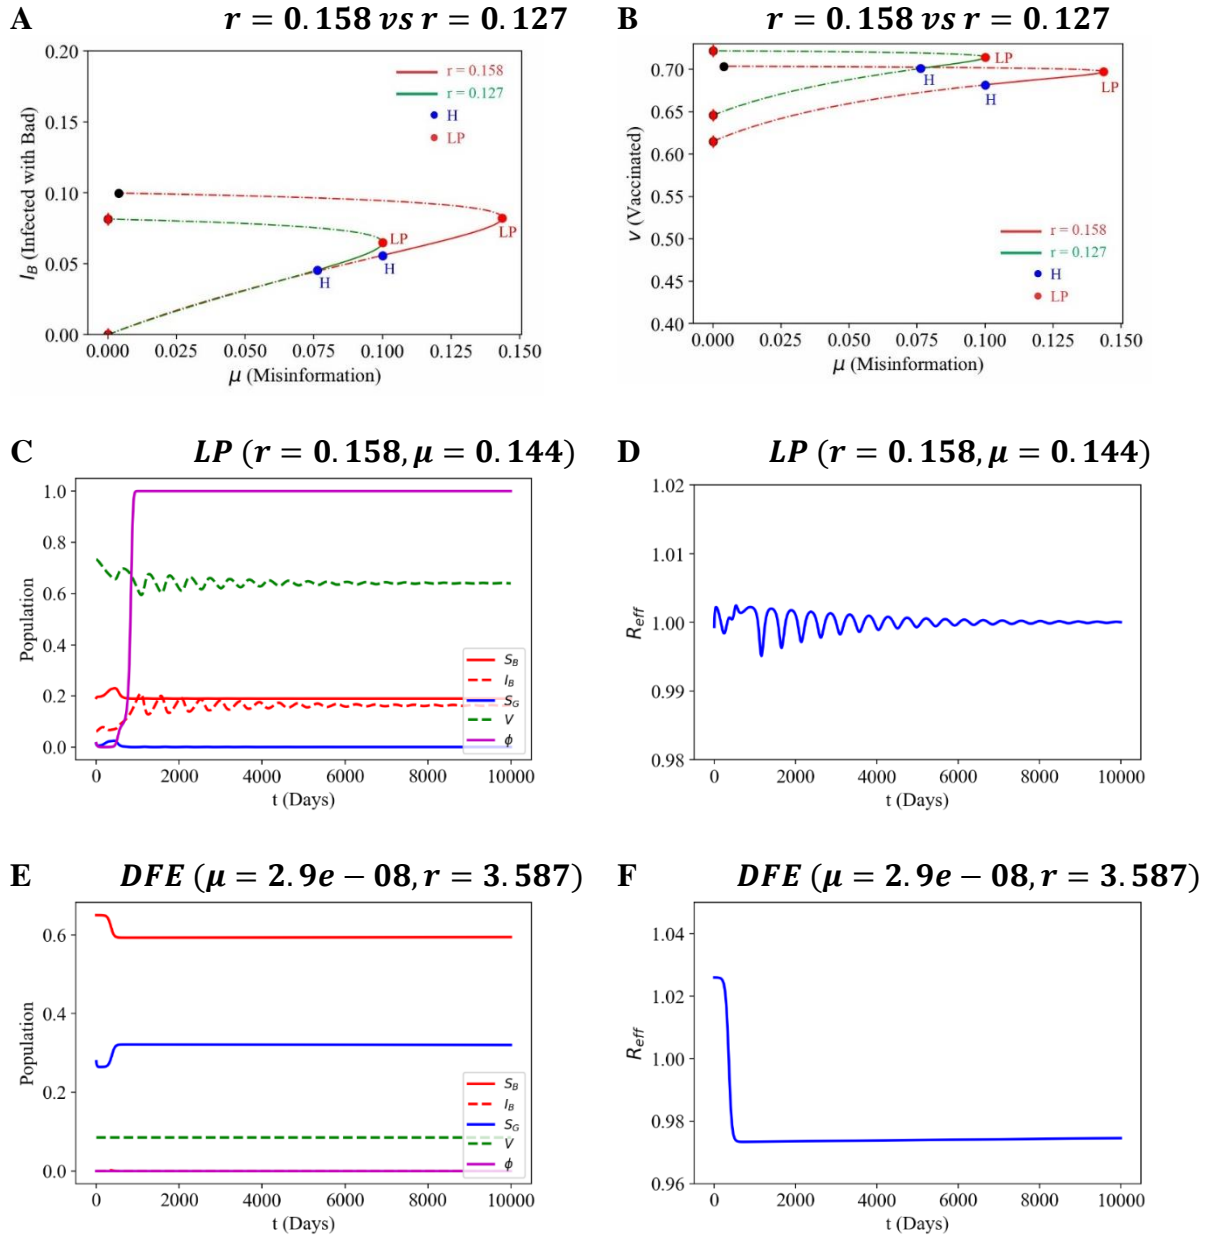 A
r = 0.158 vs r = 0.127
0.20
0.15
0.10
0.05
0.00
I_B (Infected with Bad)
r = 0.158
r = 0.127
H
LP
LP
LP
H
H
0.000 0.025 0.050 0.075 0.100 0.125 0.150
μ (Misinformation)
B
r = 0.158 vs r = 0.127
0.70
0.65
0.60
0.55
0.50
0.45
0.40
v (Vaccinated)
LP
H
LP
H
r = 0.158
r = 0.127
H
LP
0.000 0.025 0.050 0.075 0.100 0.125 0.150
μ (Misinformation)
C
LP (r = 0.158, μ = 0.144)
1.0
0.8
0.6
0.4
0.2
0.0
Population
S_B
I_B
S_G
V
ϕ
0 2000 4000 6000 8000 10000
t (Days)
D
LP (r = 0.158, μ = 0.144)
1.02
1.01
1.00
0.99
0.98
R_eff
0 2000 4000 6000 8000 10000
t (Days)
E
DFE (μ = 2.9e − 08, r = 3.587)
0.6
0.4
0.2
0.0
Population
S_B
I_B
S_G
V
ϕ
0 2000 4000 6000 8000 10000
t (Days)
F
DFE (μ = 2.9e − 08, r = 3.587)
1.04
1.02
1.00
0.98
0.96
R_eff
0 2000 4000 6000 8000 10000
t (Days)